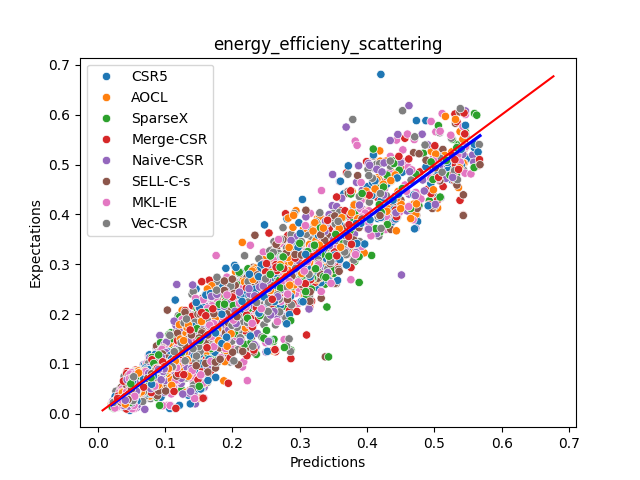 energy_efficieny_scattering
0.7
0.6
0.5
0.4
0.3
0.2
0.1
0.0
Expectations
CSR5
AOCL
SparseX
Merge-CSR
Naive-CSR
SELL-C-s
MKL-IE
Vec-CSR
0.0 0.1 0.2 0.3 0.4 0.5 0.6 0.7
Predictions